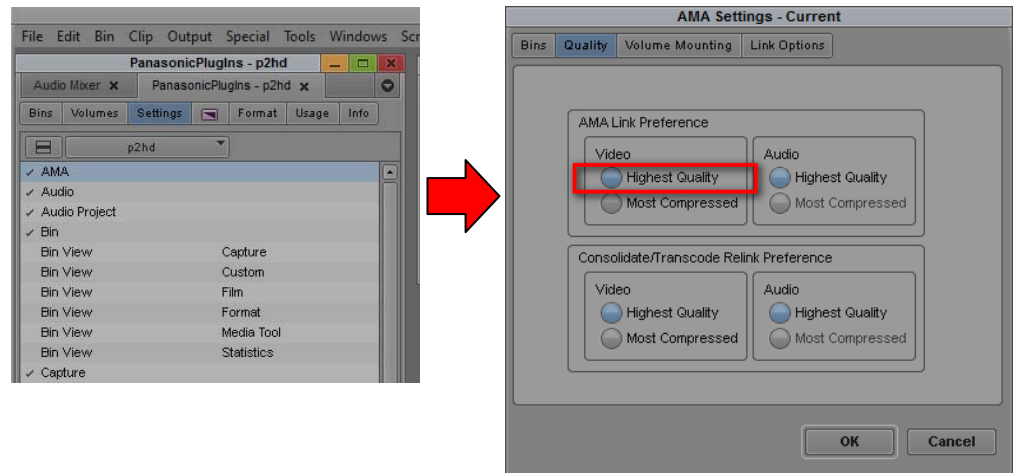 File Edit Bin Clip Output Special Tools Windows Scr
PanasonicPlugIns - p2hd
Audio Mixer PanasonicPlugIns - p2hd
Bins Volumes Settings Format Usage Info
p2hd
AMA
Audio
Audio Project
Bin
Bin View Capture
Bin View Custom
Bin View Film
Bin View Format
Bin View Media Tool
Bin View Statistics
Capture
AMA Settings - Current
Bins Quality Volume Mounting Link Options
AMA Link Preference
Video Audio
Highest Quality Highest Quality
Most Compressed Most Compressed
Consolidate/Transcode Relink Preference
Video Audio
Highest Quality Highest Quality
Most Compressed Most Compressed
OK Cancel